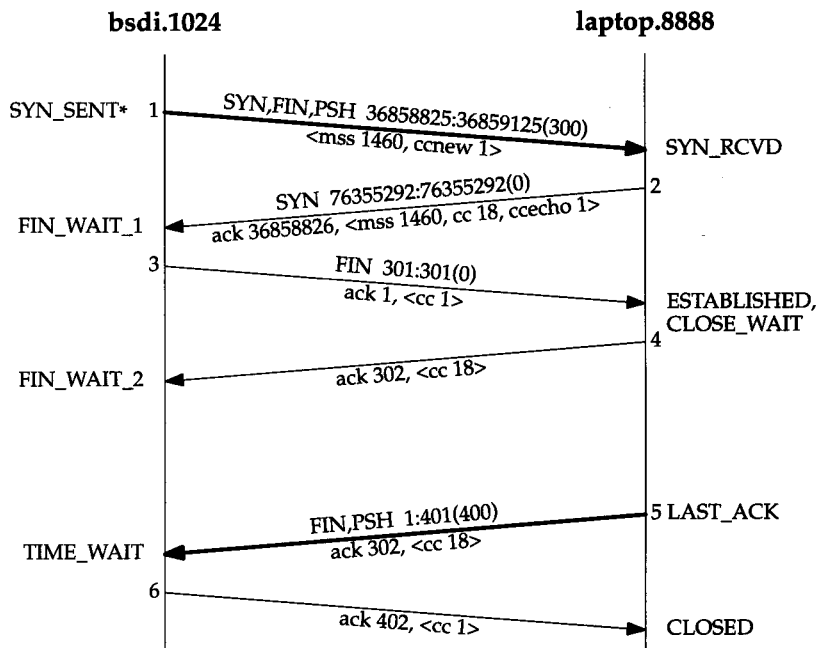 bsdi.1024
laptop.8888
SYN_SENT*
1
SYN,FIN,PSH 36858825:36859125(300)
<mss 1460, ccnew 1>
SYN_RCVD
SYN 76355292:76355292(0)
2
FIN_WAIT_1
ack 36858826, <mss 1460, cc 18, ccecho 1>
3
FIN 301:301(0)
ack 1, <cc 1>
ESTABLISHED,
CLOSE_WAIT
4
FIN_WAIT_2
ack 302, <cc 18>
FIN,PSH 1:401(400)
5 LAST_ACK
TIME_WAIT
ack 302, <cc 18>
6
ack 402, <cc 1>
CLOSED